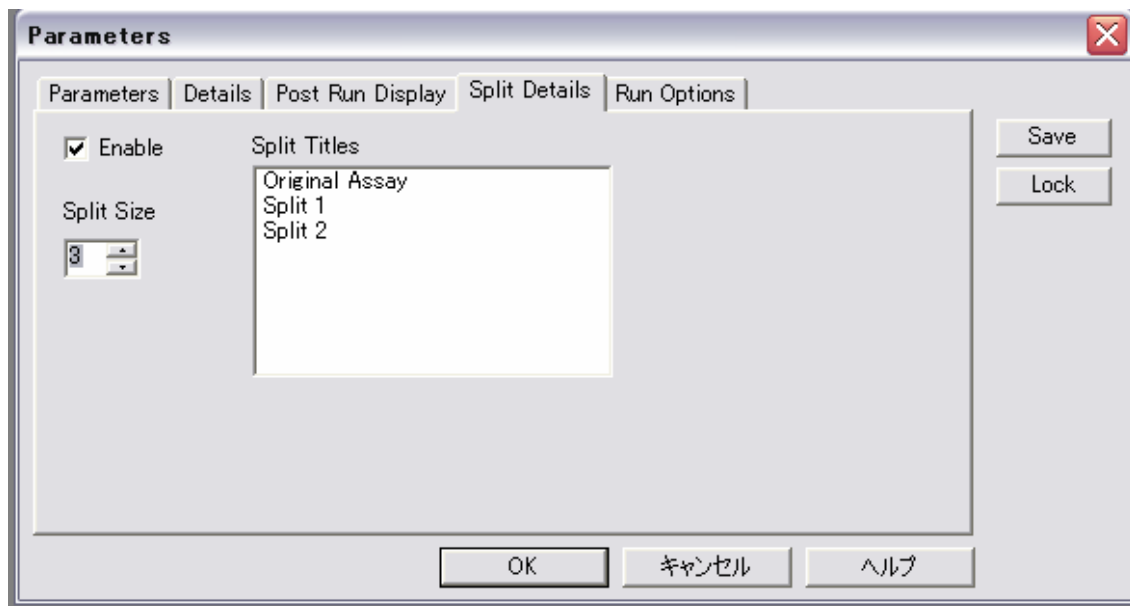 Parameters
Parameters Details Post Run Display Split Details Run Options
Enable
Split Titles
Original Assay
Split 1
Split 2
Split Size
3
Save
Lock
OK キャンセル ヘルプ